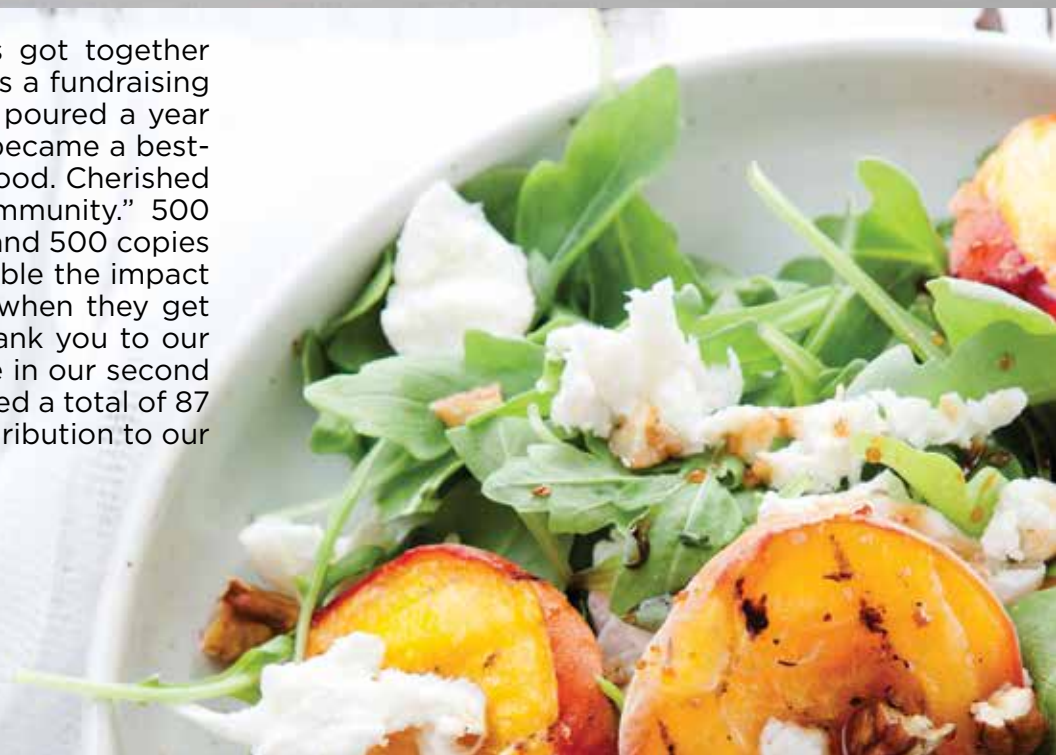 got together
s a fundraising
poured a year
became a best-
ood. Cherished
mmunity.” 500
and 500 copies
ble the impact
when they get
ank you to our
e in our second
ed a total of 87
ribution to our